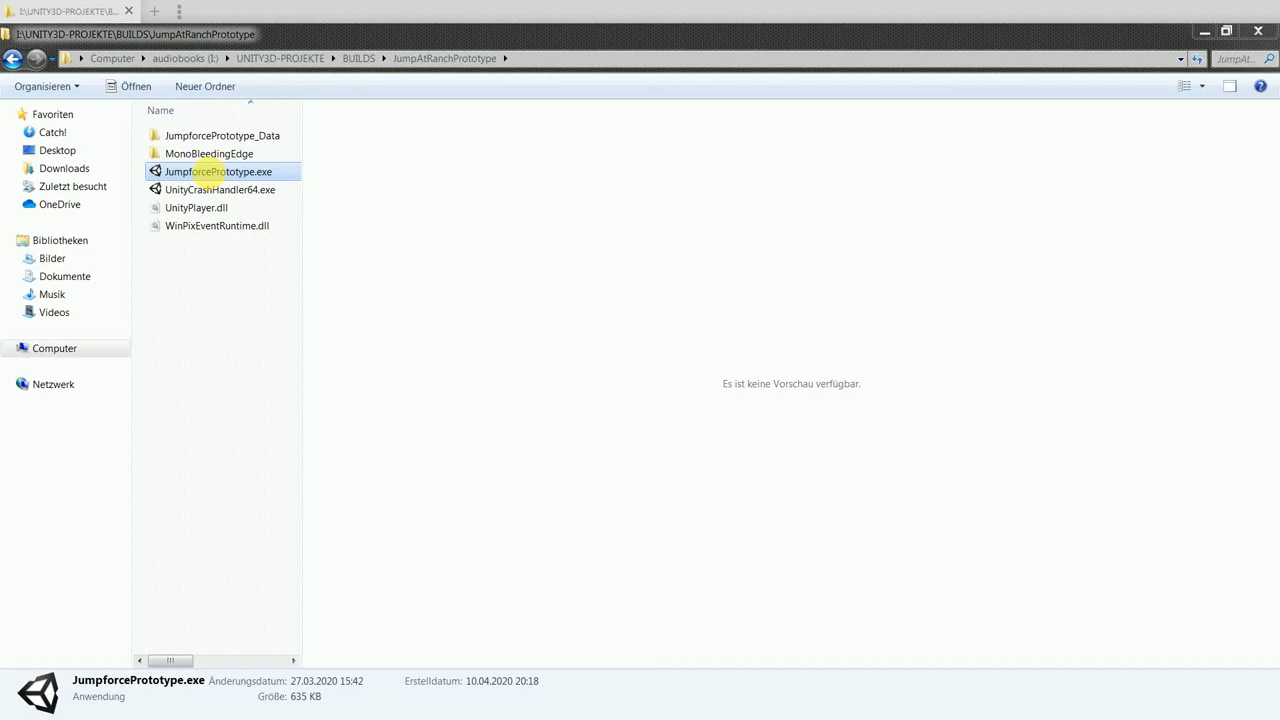 I:\UNITY3D-PROJEKTE\B...
I:\UNITY3D-PROJEKTE\BUILDS\JumpAtRanchPrototype
Computer audiobooks (I:) UNITY3D-PROJEKTE BUILDS JumpAtRanchPrototype JumpAt...
Organisieren Öffnen Neuer Ordner
Favoriten
Catch!
Desktop
Downloads
Zuletzt besucht
OneDrive
Bibliotheken
Bilder
Dokumente
Musik
Videos
Computer
Netzwerk
Name
JumpforcePrototype_Data
MonoBleedingEdge
JumpforcePrototype.exe
UnityCrashHandler64.exe
UnityPlayer.dll
WinPixEventRuntime.dll
Es ist keine Vorschau verfügbar.
JumpforcePrototype.exe Änderungsdatum: 27.03.2020 15:42 Erstelldatum: 10.04.2020 20:18
Anwendung Größe: 635 KB